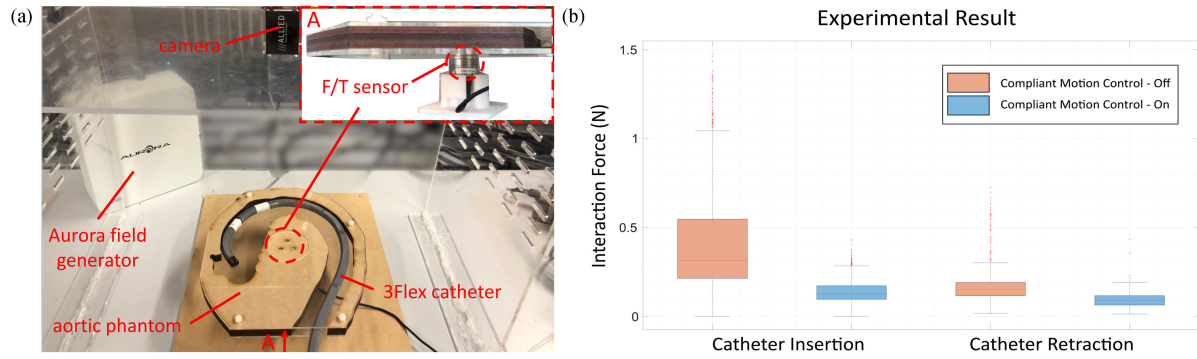 (a)
camera
///ALLIED
A
F/T sensor
AURORA
Aurora field
generator
3Flex catheter
aortic phantom
A
(b)
Experimental Result
Interaction Force (N)
1.5
1
0.5
0
Compliant Motion Control - Off
Compliant Motion Control - On
Catheter Insertion
Catheter Retraction